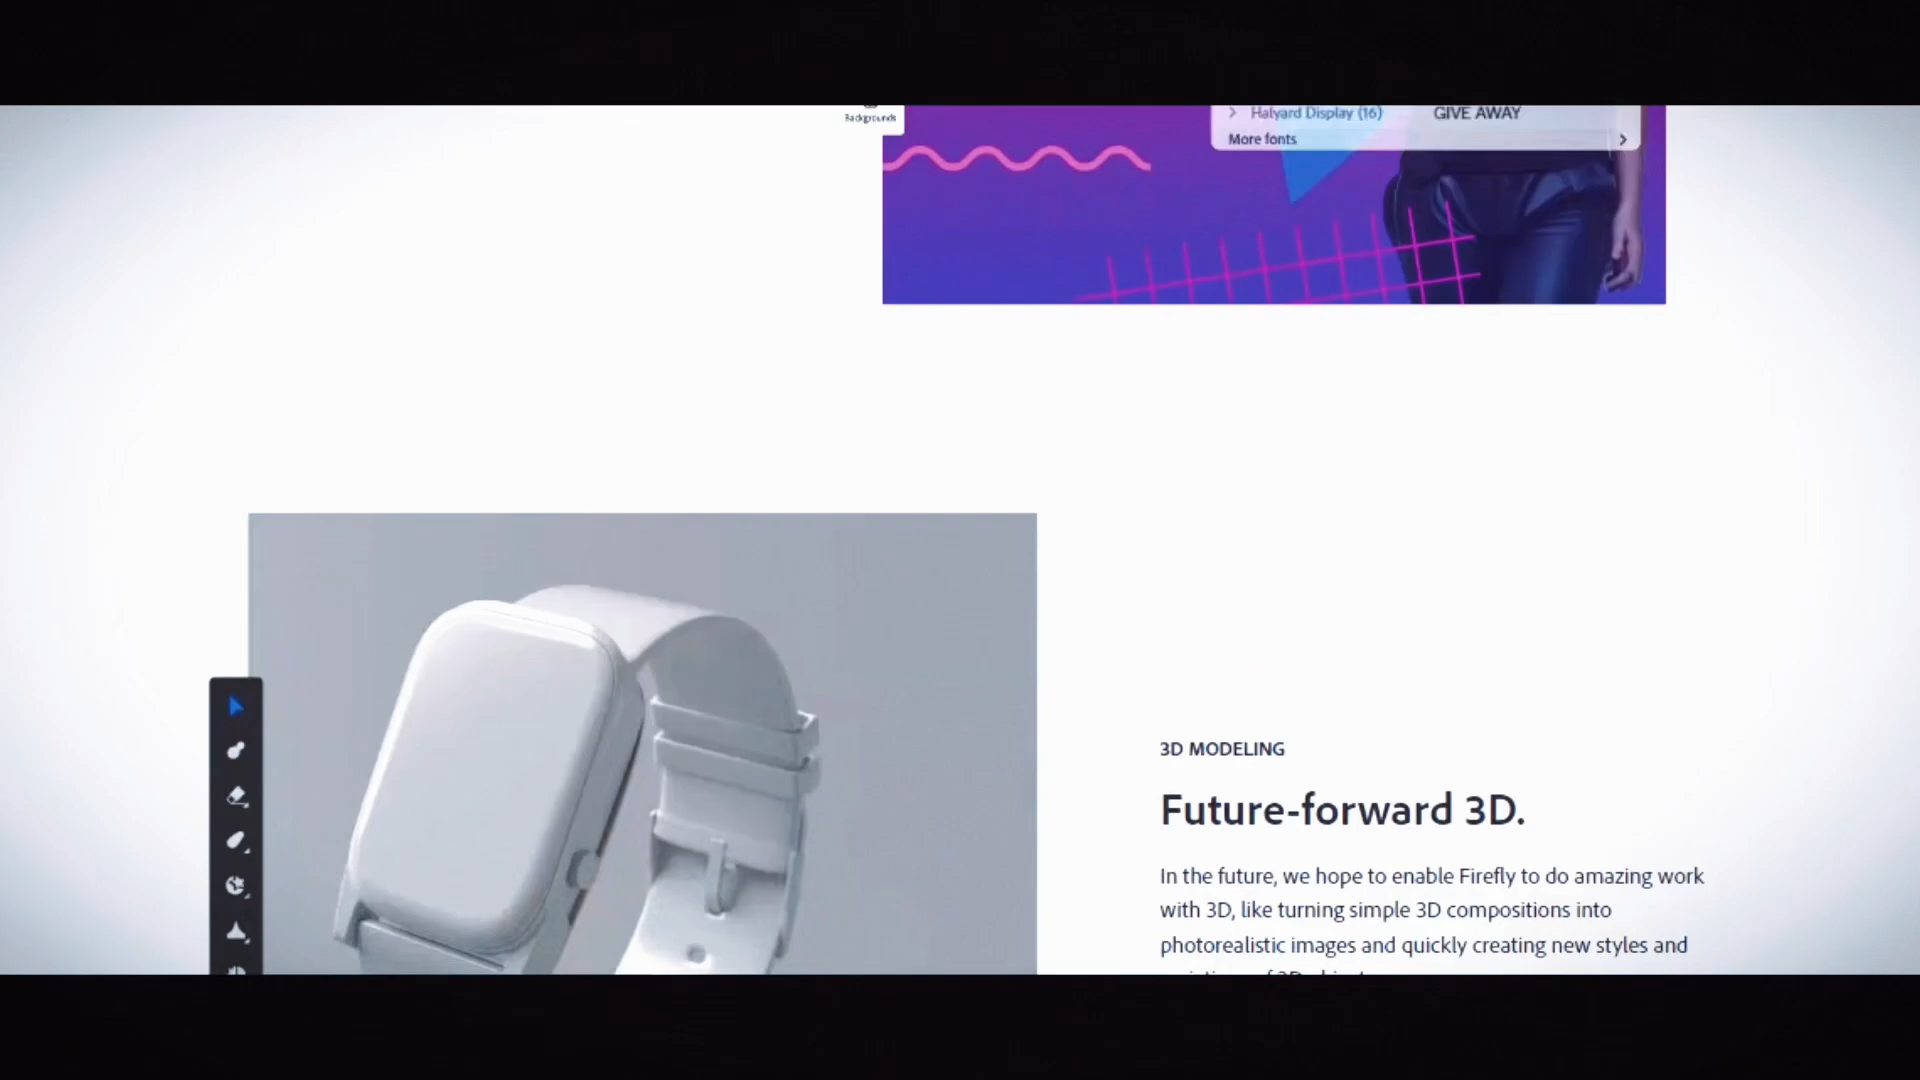 Backgrounds
Halyard Display (16) GIVE AWAY
More fonts
3D MODELING
Future-forward 3D.
In the future, we hope to enable Firefly to do amazing work
with 3D, like turning simple 3D compositions into
photorealistic images and quickly creating new styles and